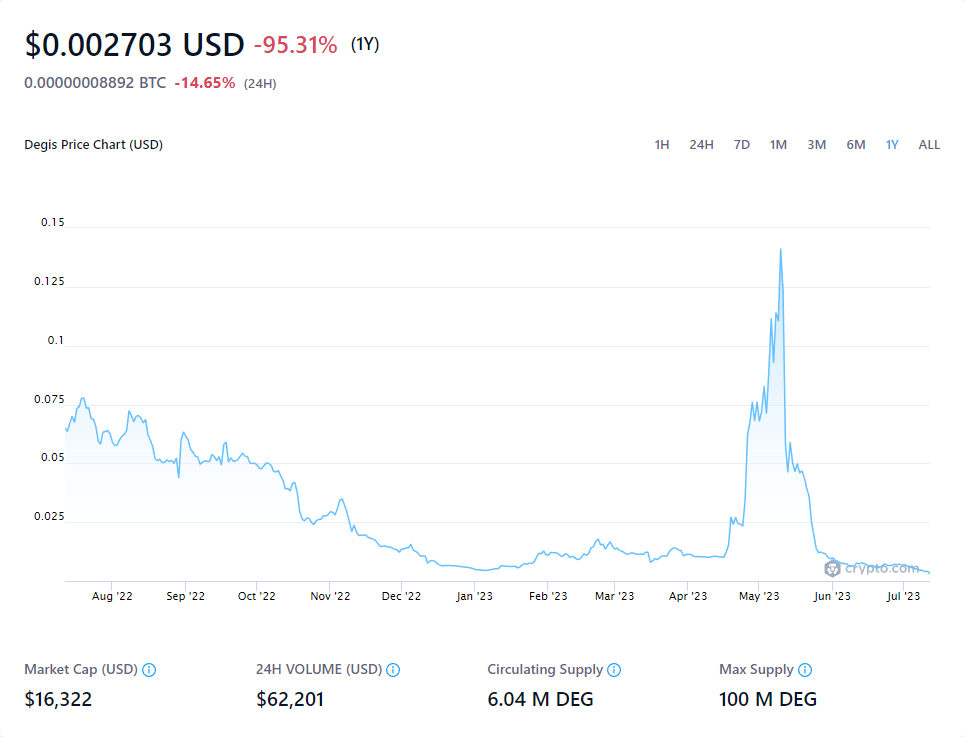 $0.002703 USD -95.31% (1Y)
0.00000008892 BTC -14.65% (24H)
Degis Price Chart (USD) 1H 24H 7D 1M 3M 6M 1Y ALL
0.15
0.125
0.1
0.075
0.05
0.025
crypto.com
Aug '22 Sep '22 Oct '22 Nov '22 Dec '22 Jan '23 Feb '23 Mar '23 Apr '23 May '23 Jun '23 Jul '23
Market Cap (USD) 24H VOLUME (USD) Circulating Supply Max Supply
$16,322 $62,201 6.04 M DEG 100 M DEG